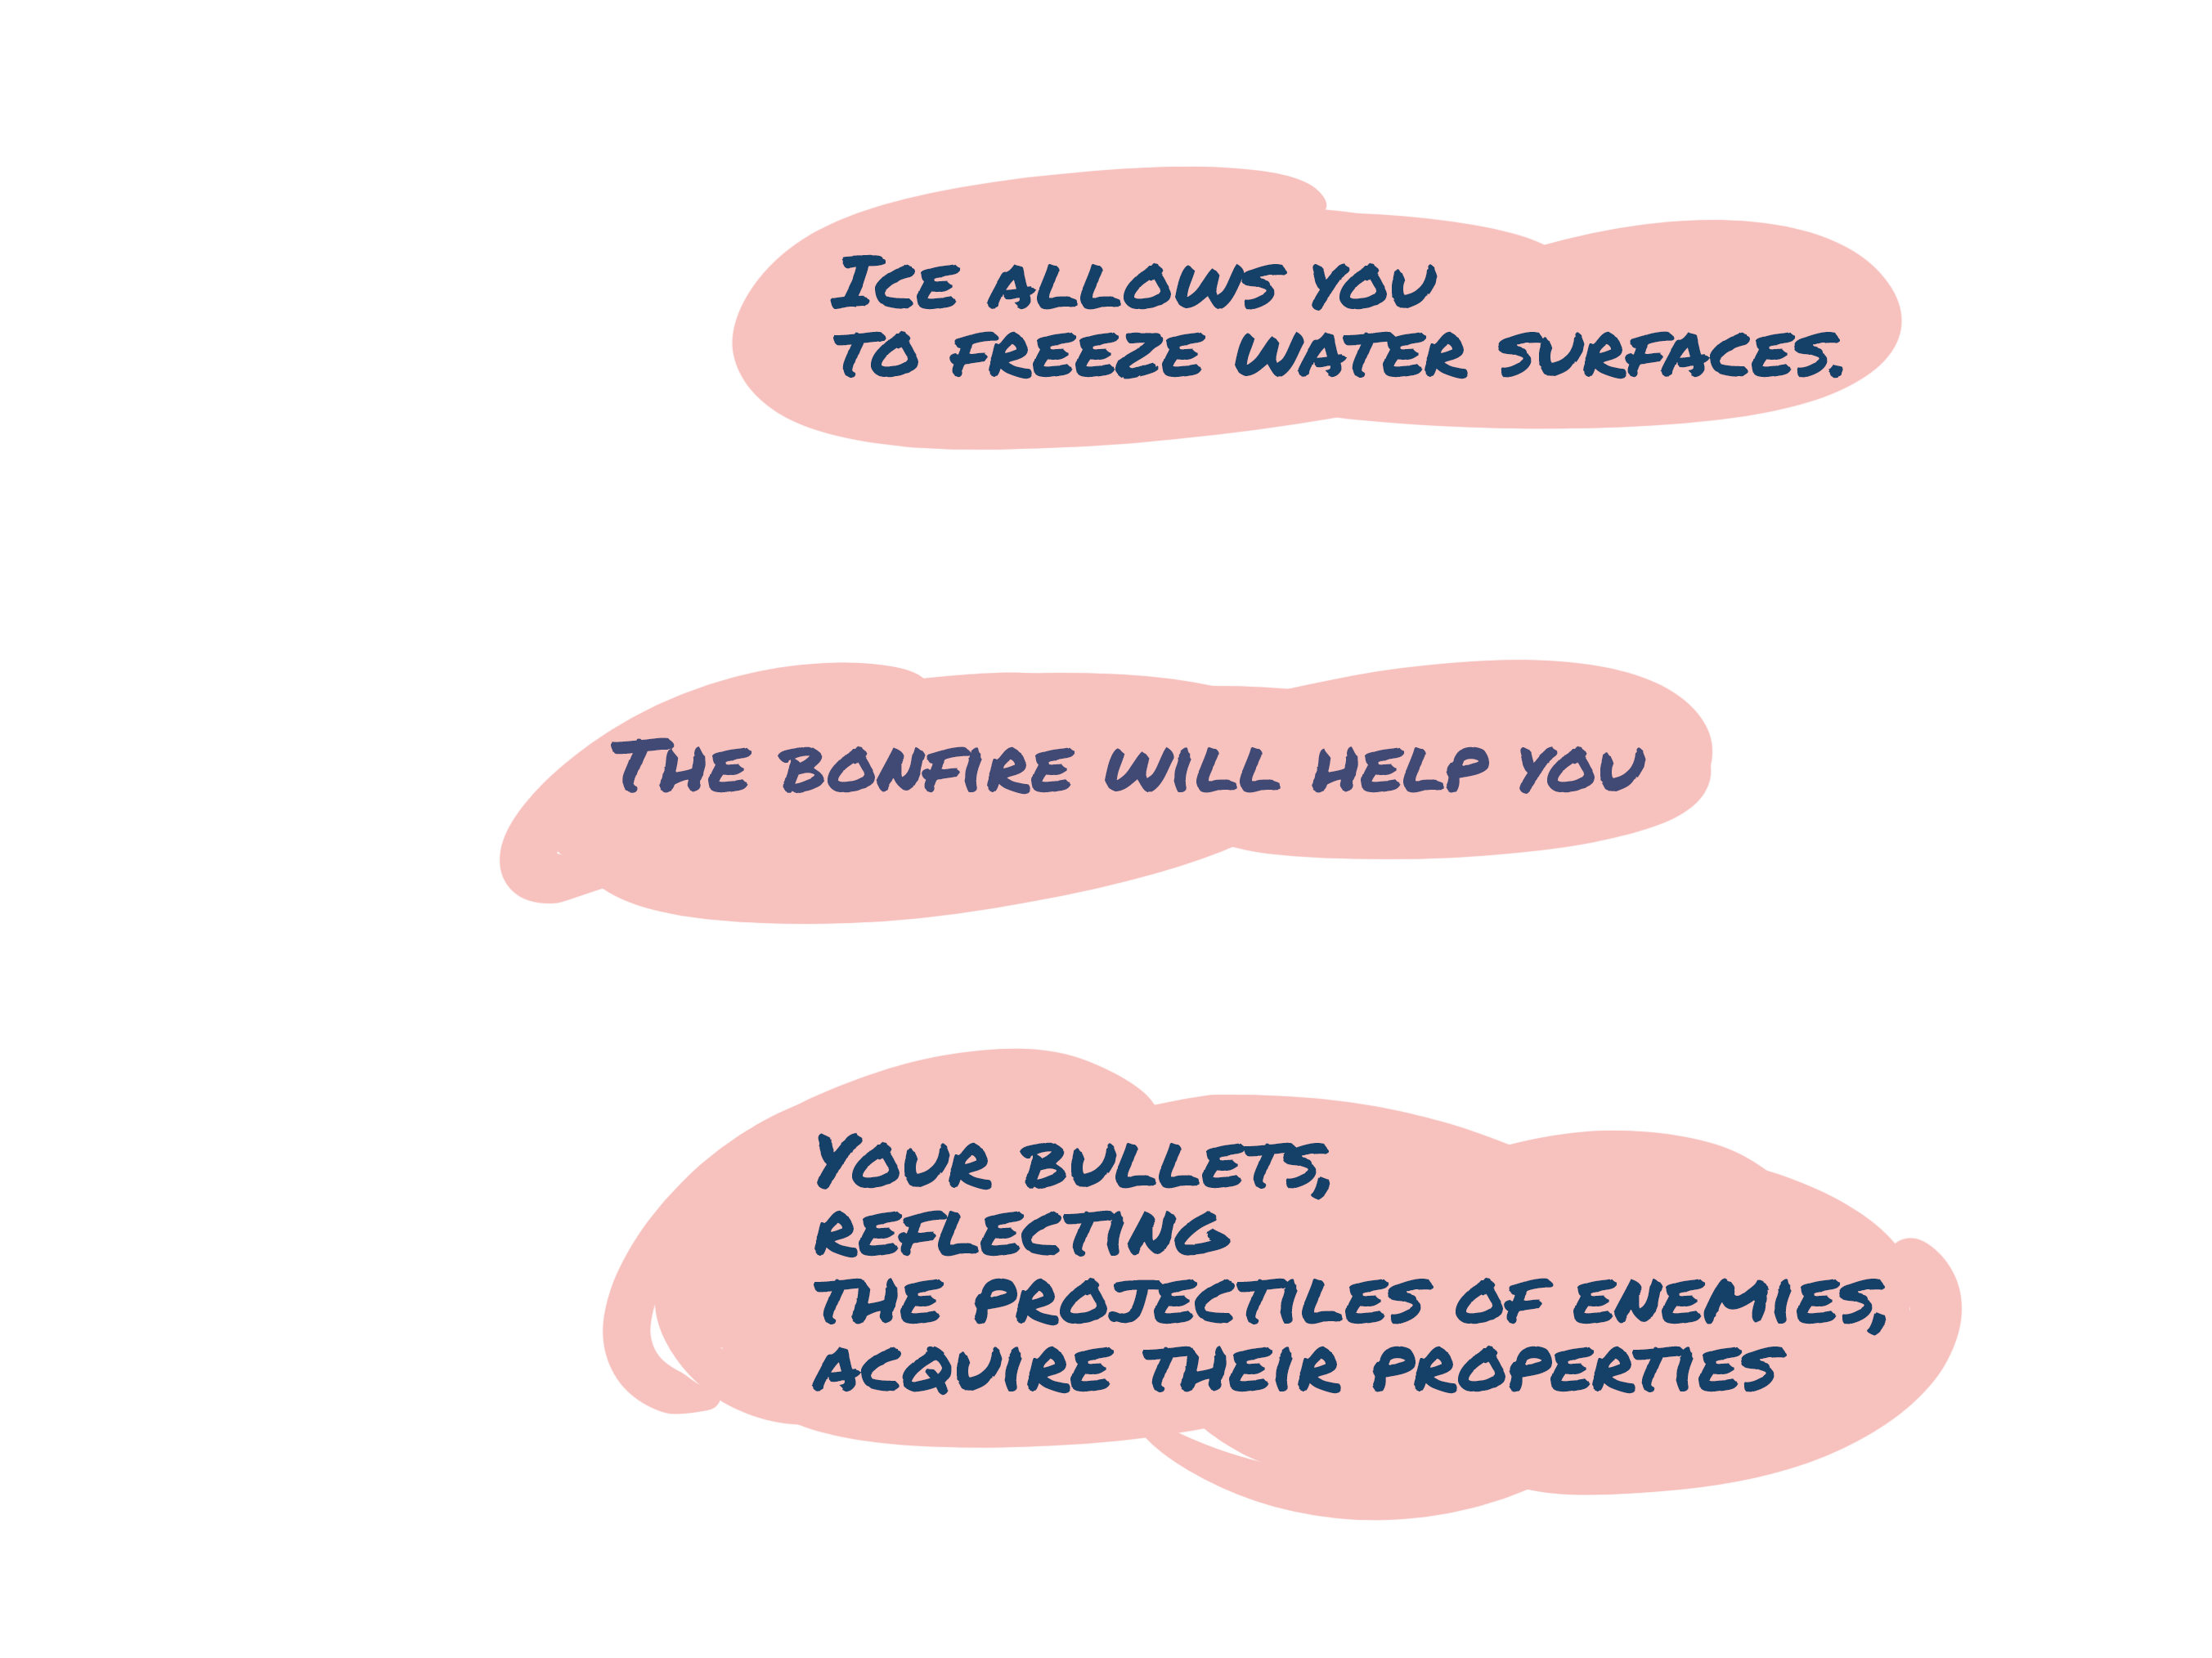 Ice allows you
to freeze water surfaces.
The bonfire will help you
Your bullets,
reflecting
the projectiles of enemies,
acquire their properties